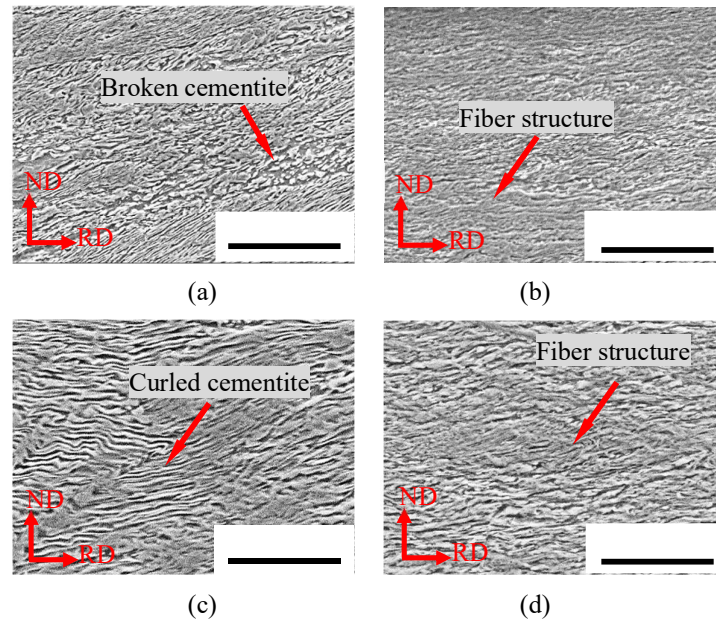 Broken cementite
ND
RD
Fiber structure
ND
RD
(a)
(b)
Curled cementite
ND
RD
Fiber structure
ND
RD
(c)
(d)